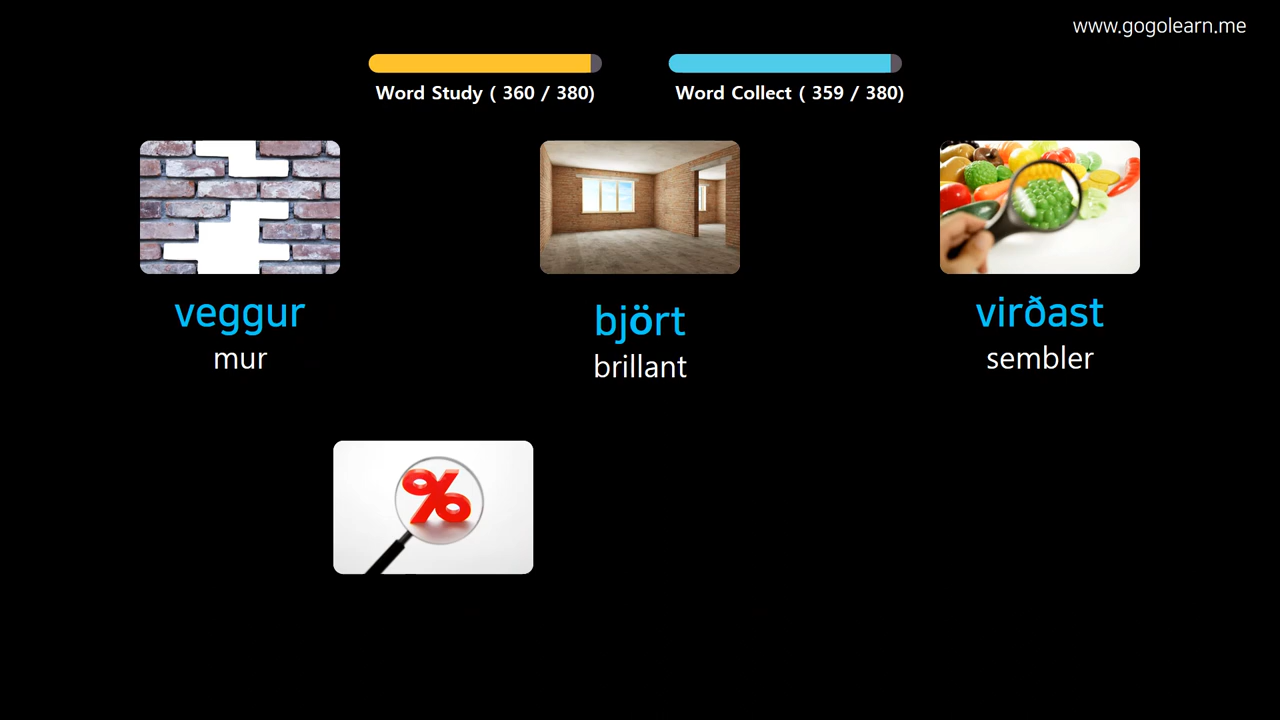 www.gogolearn.me
Word Study ( 360 / 380)
Word Collect ( 359 / 380)
veggur
mur
björt
brillant
virðast
sembler
%